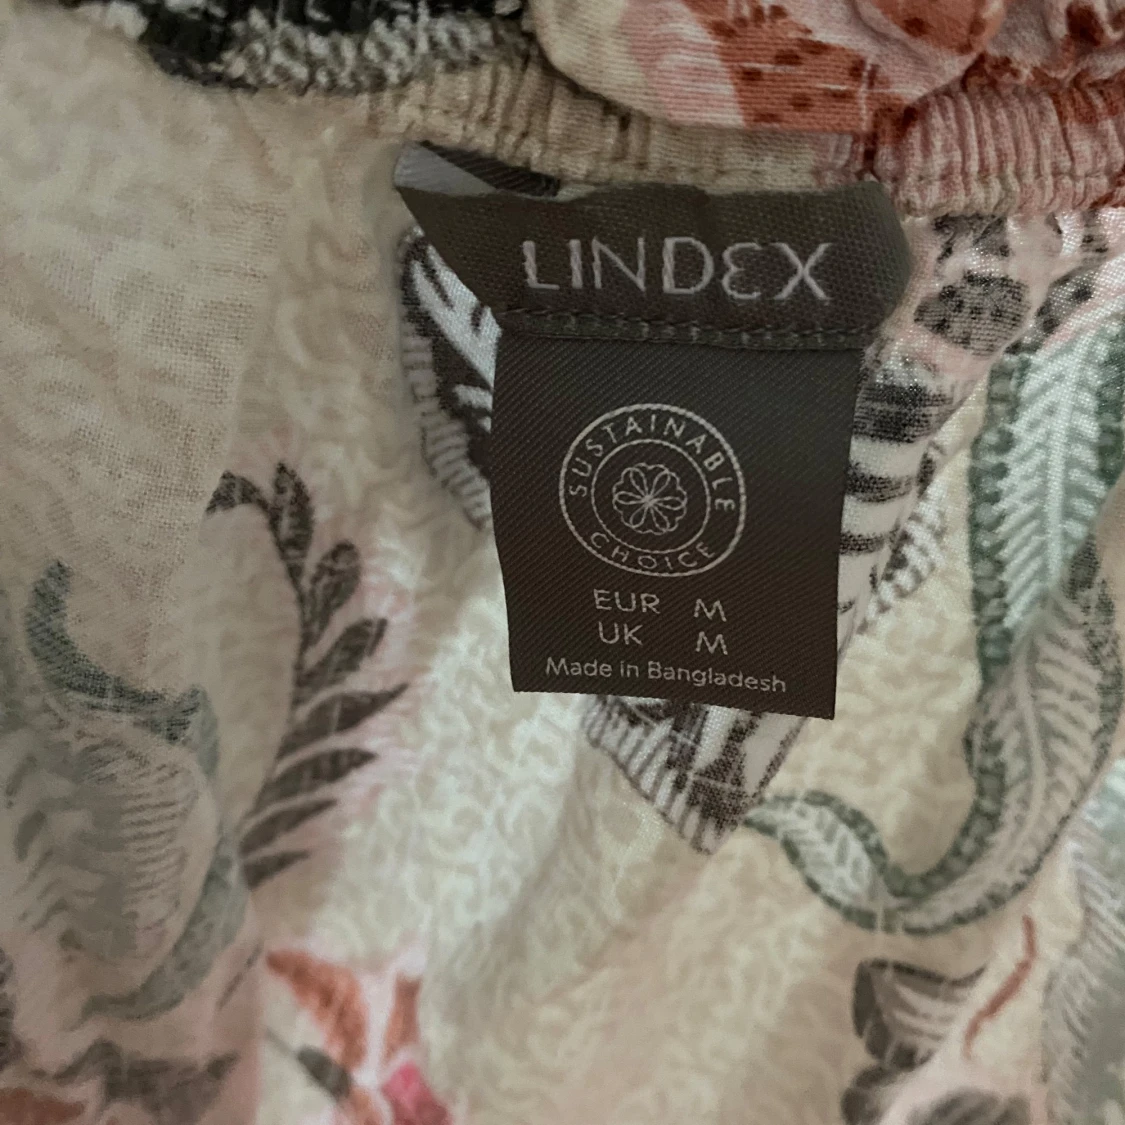 LINDEX
SUSTAINABLE
CHOICE
EUR M
UK M
Made in Bangladesh